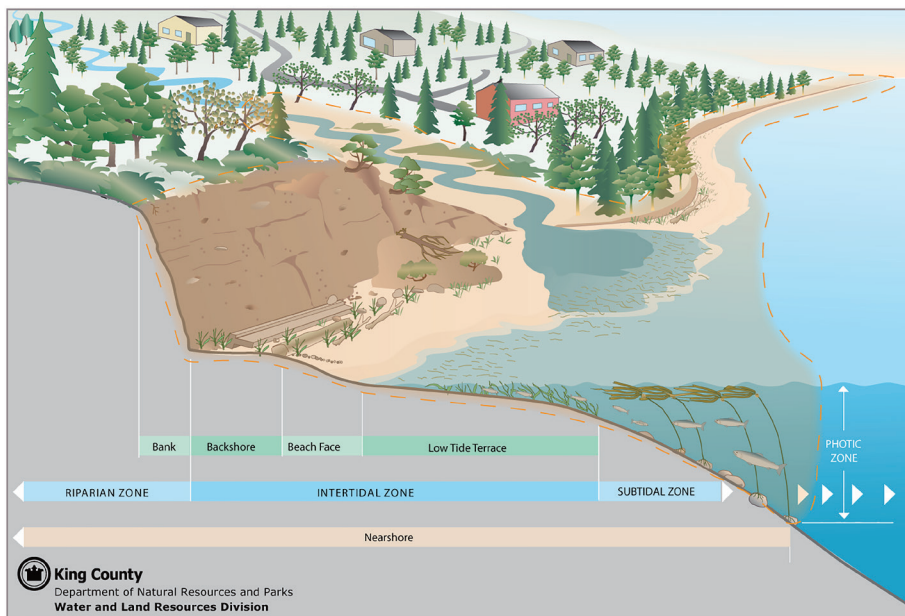 Bank
Backshore
Beach Face
Low Tide Terrace
PHOTIC
ZONE
RIPARIAN ZONE
INTERTIDAL ZONE
SUBTIDAL ZONE
Nearshore
King County
Department of Natural Resources and Parks
Water and Land Resources Division